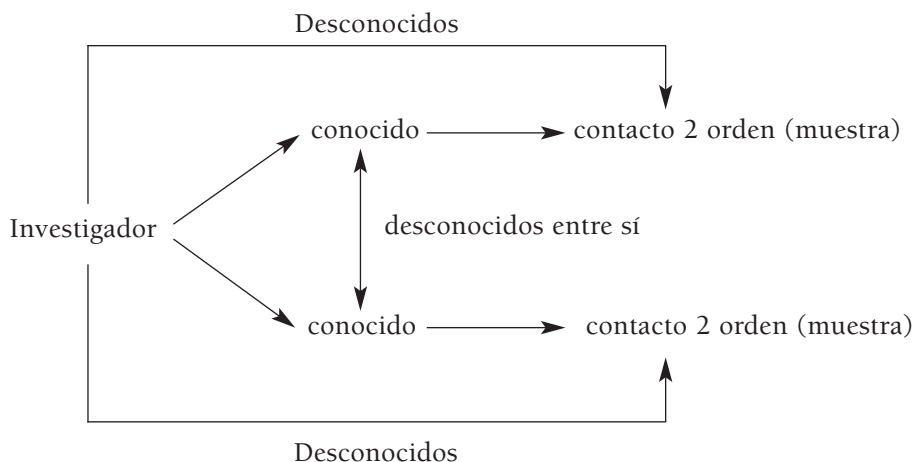 Desconocidos
conocido contacto 2 orden (muestra)
Investigador desconocidos entre sí
conocido contacto 2 orden (muestra)
Desconocidos